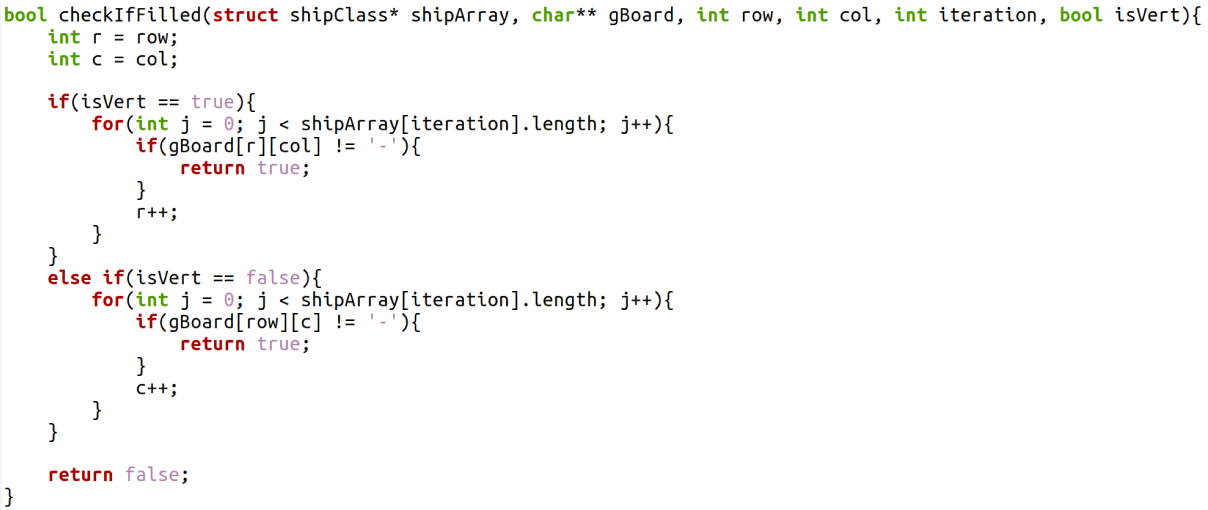 bool checkIfFilled(struct shipClass* shipArray, char** gBoard, int row, int col, int iteration, bool isVert){
    int r = row;
    int c = col;

    if(isVert == true){
        for(int j = 0; j < shipArray[iteration].length; j++){
            if(gBoard[r][col] != '-'){
                return true;
            }
            r++;
        }
    }
    else if(isVert == false){
        for(int j = 0; j < shipArray[iteration].length; j++){
            if(gBoard[row][c] != '-'){
                return true;
            }
            c++;
        }
    }

    return false;
}